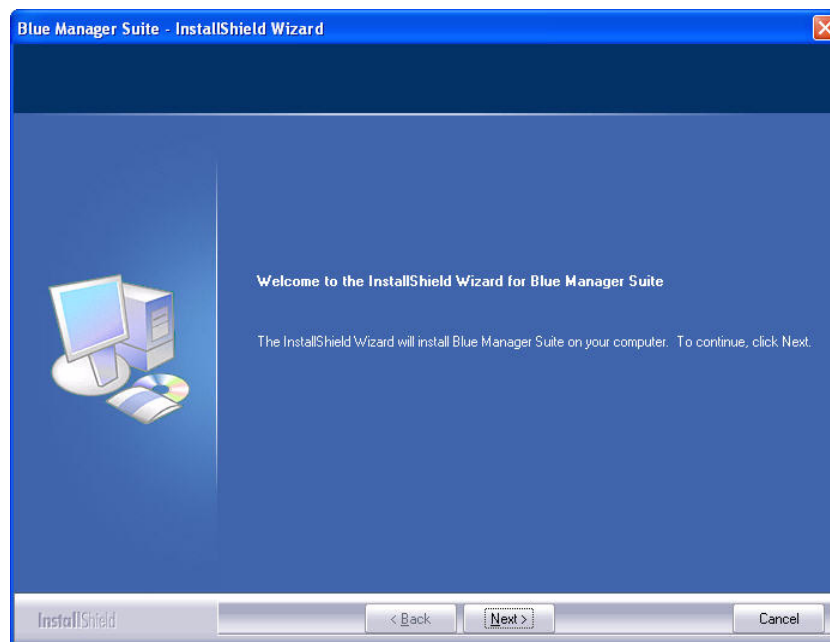 Blue Manager Suite - InstallShield Wizard
Welcome to the InstallShield Wizard for Blue Manager Suite
The InstallShield Wizard will install Blue Manager Suite on your computer. To continue, click Next.
InstallShield
< Back
Next >
Cancel